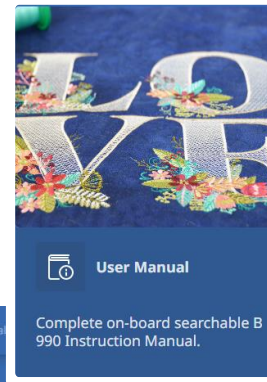 LO
VE
User Manual
Complete on-board searchable B
990 Instruction Manual.